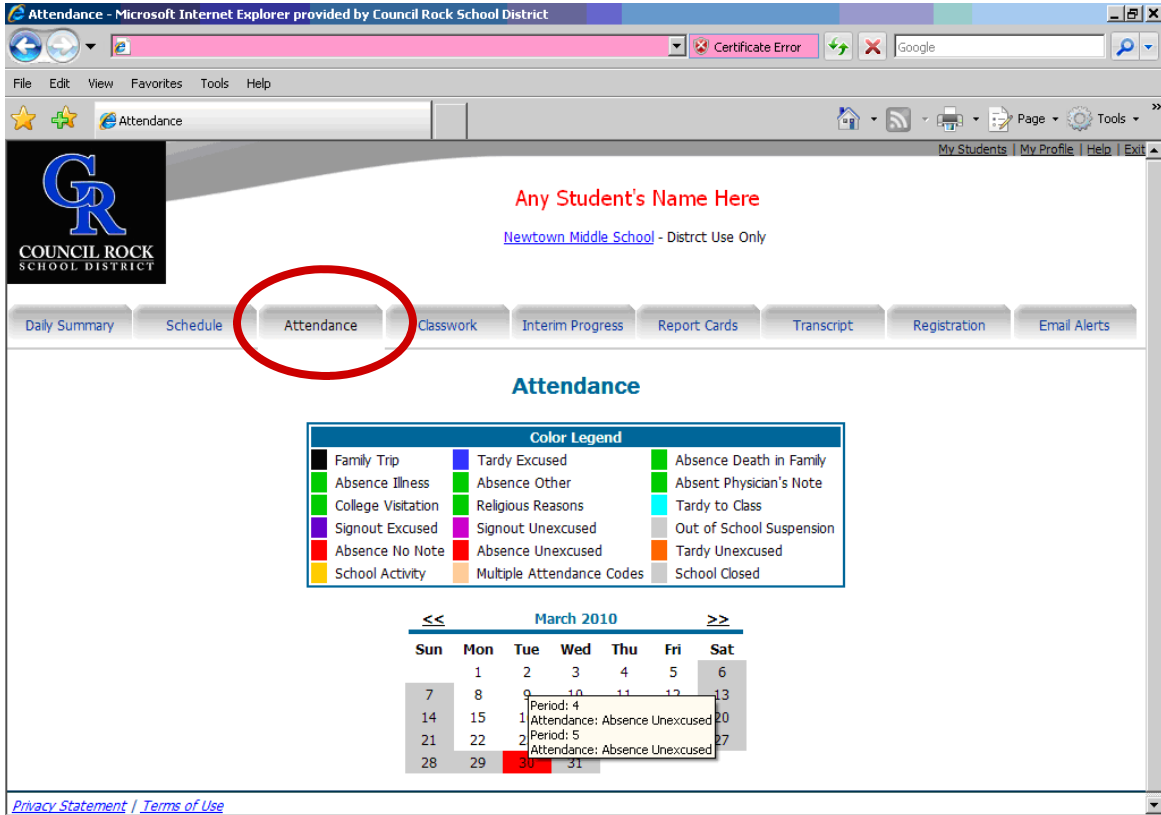 Attendance - Microsoft Internet Explorer provided by Council Rock School District
Certificate Error
Google
File Edit View Favorites Tools Help
Attendance
Page Tools
My Students | My Profile | Help | Exit
CR
COUNCIL ROCK
SCHOOL DISTRICT
Any Student's Name Here
Newtown Middle School - Distrct Use Only
Daily Summary Schedule Attendance Classwork Interim Progress Report Cards Transcript Registration Email Alerts
Attendance
Color Legend
Family Trip Tardy Excused Absence Death in Family
Absence Illness Absence Other Absent Physician's Note
College Visitation Religious Reasons Tardy to Class
Signout Excused Signout Unexcused Out of School Suspension
Absence No Note Absence Unexcused Tardy Unexcused
School Activity Multiple Attendance Codes School Closed
<< March 2010 >>
Sun Mon Tue Wed Thu Fri Sat
1 2 3 4 5 6
7 8 9 10 11 12 13
14 15 20
21 22 27
28 29 30 31
Period: 4
Attendance: Absence Unexcused
Period: 5
Attendance: Absence Unexcused
Privacy Statement / Terms of Use